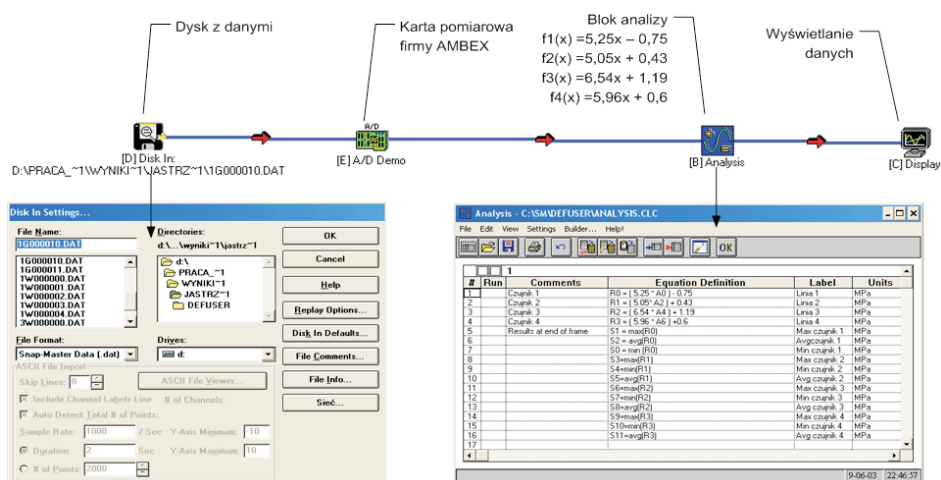 Dysk z danymi
Karta pomiarowa
firmy AMBEX
Blok analizy
f1(x) =5,25x – 0,75
f2(x) =5,05x + 0,43
f3(x) =6,54x + 1,19
f4(x) =5,96x + 0,6
Wyświetlanie
danych
A/D
[D] Disk In:
D:\PRACA_~1\WYNIKI~1\JASTRZ~1\1G000010.DAT
[E] A/D Demo
[B] Analysis
[C] Display
Disk In Settings...
File Name:
1G000010.DAT
1G000010.DAT
1G000011.DAT
1W000000.DAT
1W000001.DAT
1W000002.DAT
1W000003.DAT
1W000004.DAT
3W000000.DAT
Directories:
d:\...\wyniki~1\jastrz~1
d:\
PRACA_~1
WYNIKI~1
JASTRZ~1
DEFUSER
OK
Cancel
Help
Replay Options...
Disk In Defaults...
File Comments...
File Info...
Sieć...
File Format:
Snap-Master Data (.dat)
Drives:
d:
ASCII File Import
Skip Lines: 0
ASCII File Viewer...
Include Channel Labels Line # of Channels:
Auto Detect Total # of Points:
Sample Rate: 1000 / Sec Y-Axis Minimum: -10
Duration: 2 Sec Y-Axis Maximum: 10
# of Points: 2000
Analysis - C:\SM\DEFUSER\ANALYSIS.CLC
File Edit View Settings Builder... Help!
OK
1
# Run Comments Equation Definition Label Units
1 Czujnik 1 R0 = ( 5.25 * A0 ) - 0.75 Linia 1 MPa
2 Czujnik 2 R1 = ( 5.05* A2 ) + 0.43 Linia 2 MPa
3 Czujnik 3 R2 = ( 6.54 * A4 ) + 1.19 Linia 3 MPa
4 Czujnik 4 R3 = ( 5.96 * A6 ) +0.6 Linia 4 MPa
5 Results at end of frame S1 = max(R0) Max czujnik 1 MPa
6 S2 = avg(R0) Avgczujnik 1 MPa
7 S0 = min (R0) Min czujnik 1 MPa
8 S3=max(R1) Max czujnik 2 MPa
9 S4=min(R1) Min czujnik 2 MPa
10 S5=avg(R1) Avg czujnik 2 MPa
11 S6=max(R2) Max czujnik 3 MPa
12 S7=min(R2) Min czujnik 3 MPa
13 S8=avg(R2) Avg czujnik 3 MPa
14 S9=max(R3) Max czujnik 4 MPa
15 S10=min(R3) Min czujnik 4 MPa
16 S11=avg(R3) Avg czujnik 4 MPa
17
9-06-03 22:46:57